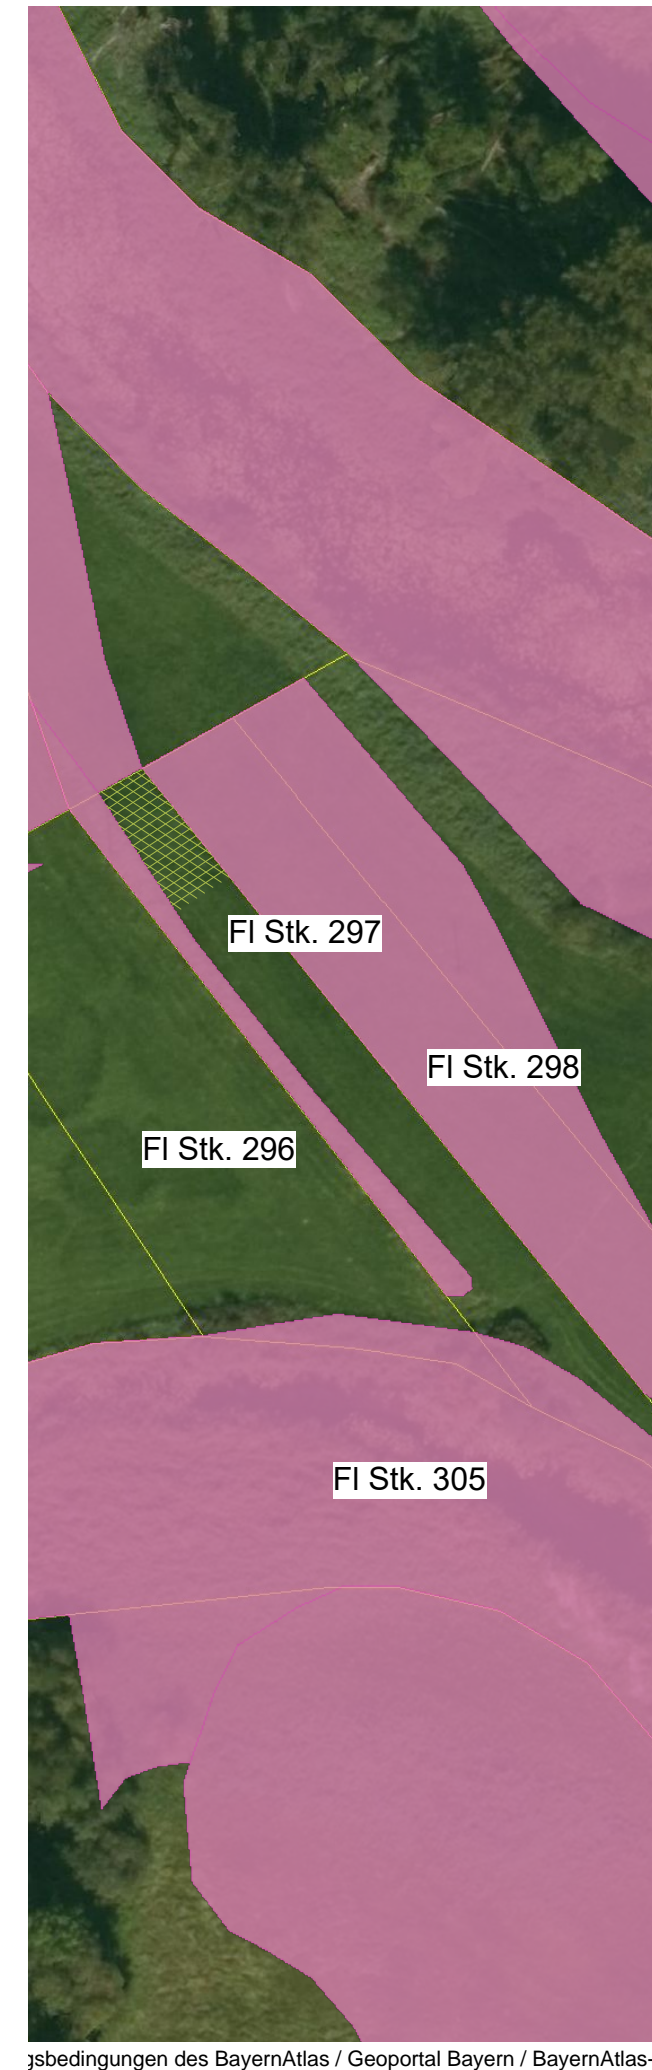 Fl Stk. 297
Fl Stk. 298
Fl Stk. 296
Fl Stk. 305
gsbedingungen des BayernAtlas / Geoportal Bayern / BayernAtlas-